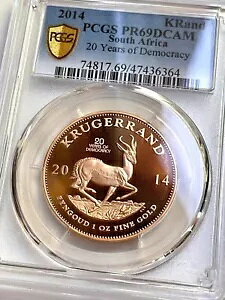 2014 KRand
PCGS PR69DCAM
South Africa
20 Years of Democracy
74817.69/47436364
PCGS
KRUGERRAND
20
YEARS OF
DEMOCRACY
20 14
FYNGOUD 1 OZ FINE GOLD